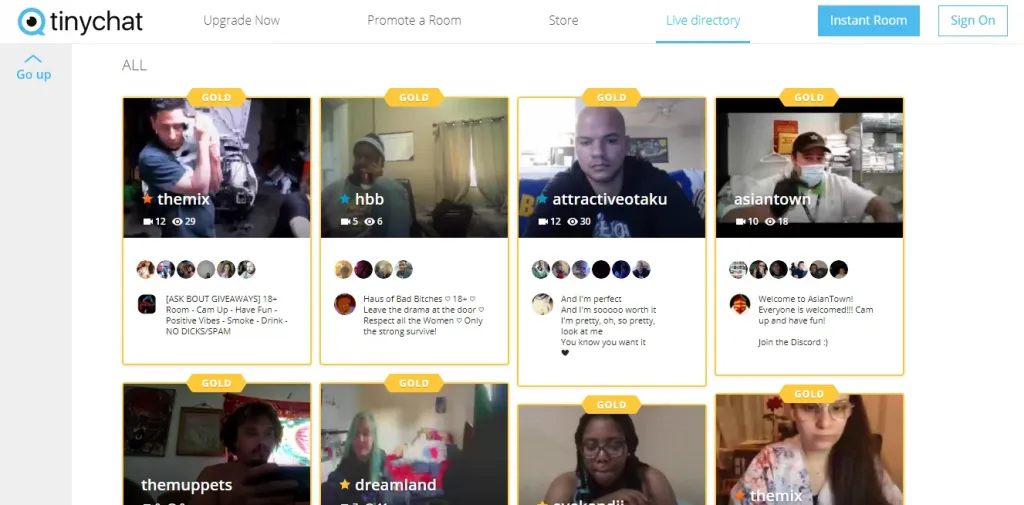 tinychat
Upgrade Now
Promote a Room
Store
Live directory
Instant Room
Sign On
Go up
ALL
GOLD
themix
12 29
[ASK BOUT GIVEAWAYS] 18+
Room - Cam Up - Have Fun -
Positive Vibes - Smoke - Drink -
NO DICKS/SPAM
GOLD
hbb
5 6
Haus of Bad Bitches ♡ 18+ ♡
Leave the drama at the door ♡
Respect all the Women ♡ Only
the strong survive!
GOLD
attractiveotaku
12 30
And I'm perfect
And I'm sooooo worth it
I'm pretty, oh, so pretty,
look at me
You know you want it
♥
GOLD
asiantown
10 18
Welcome to AsianTown!
Everyone is welcomed!!! Cam
up and have fun!
Join the Discord :)
GOLD
themuppets
GOLD
dreamland
GOLD
GOLD
themix